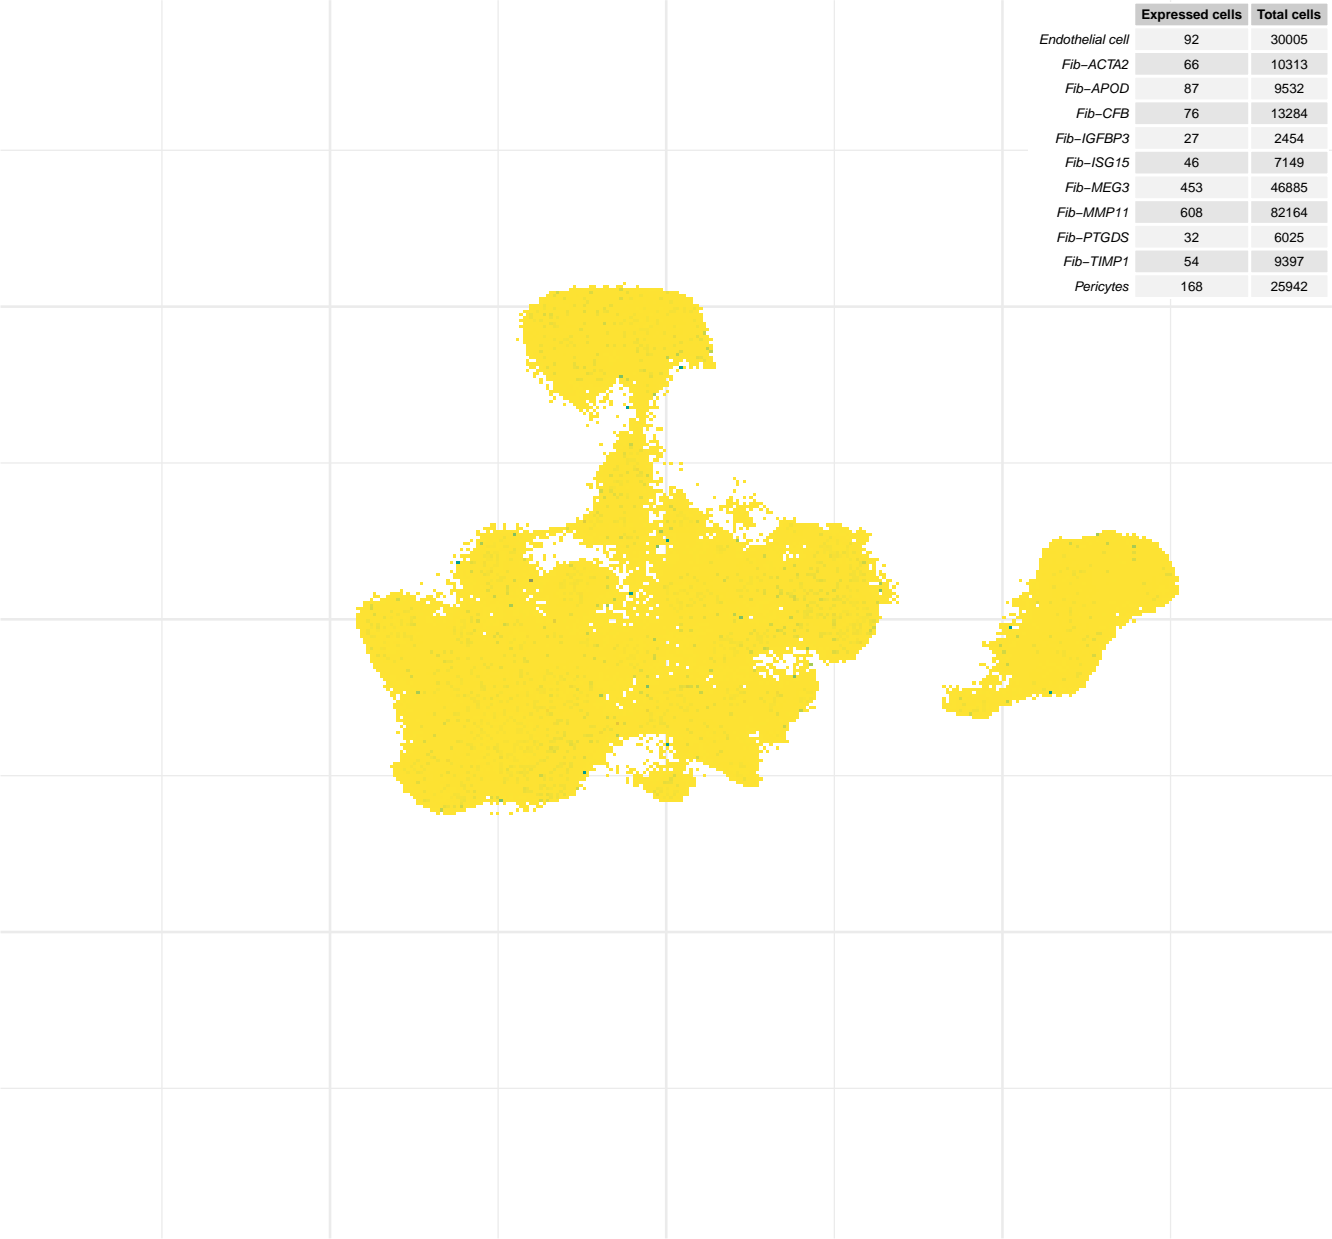 Expressed cells Total cells
Endothelial cell 92 30005
Fib−ACTA2 66 10313
Fib−APOD 87 9532
Fib−CFB 76 13284
Fib−IGFBP3 27 2454
Fib−ISG15 46 7149
Fib−MEG3 453 46885
Fib−MMP11 608 82164
Fib−PTGDS 32 6025
Fib−TIMP1 54 9397
Pericytes 168 25942